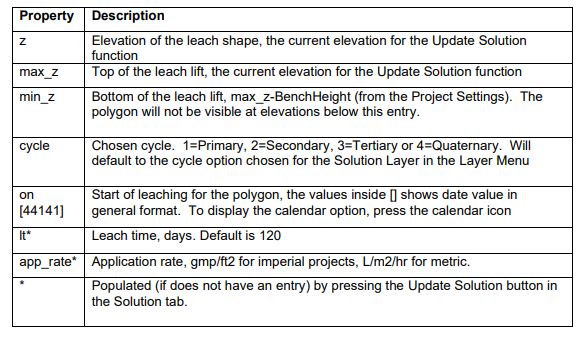 Property Description
z Elevation of the leach shape, the current elevation for the Update Solution
function
max_z Top of the leach lift, the current elevation for the Update Solution function
min_z Bottom of the leach lift, max_z-BenchHeight (from the Project Settings).  The
polygon will not be visible at elevations below this entry.
cycle Chosen cycle.  1=Primary, 2=Secondary, 3=Tertiary or 4=Quaternary.  Will
default to the cycle option chosen for the Solution Layer in the Layer Menu
on Start of leaching for the polygon, the values inside [] shows date value in
[44141] general format.  To display the calendar option, press the calendar icon
lt* Leach time, days. Default is 120
app_rate* Application rate, gmp/ft2 for imperial projects, L/m2/hr for metric.
* Populated (if does not have an entry) by pressing the Update Solution button in
the Solution tab.